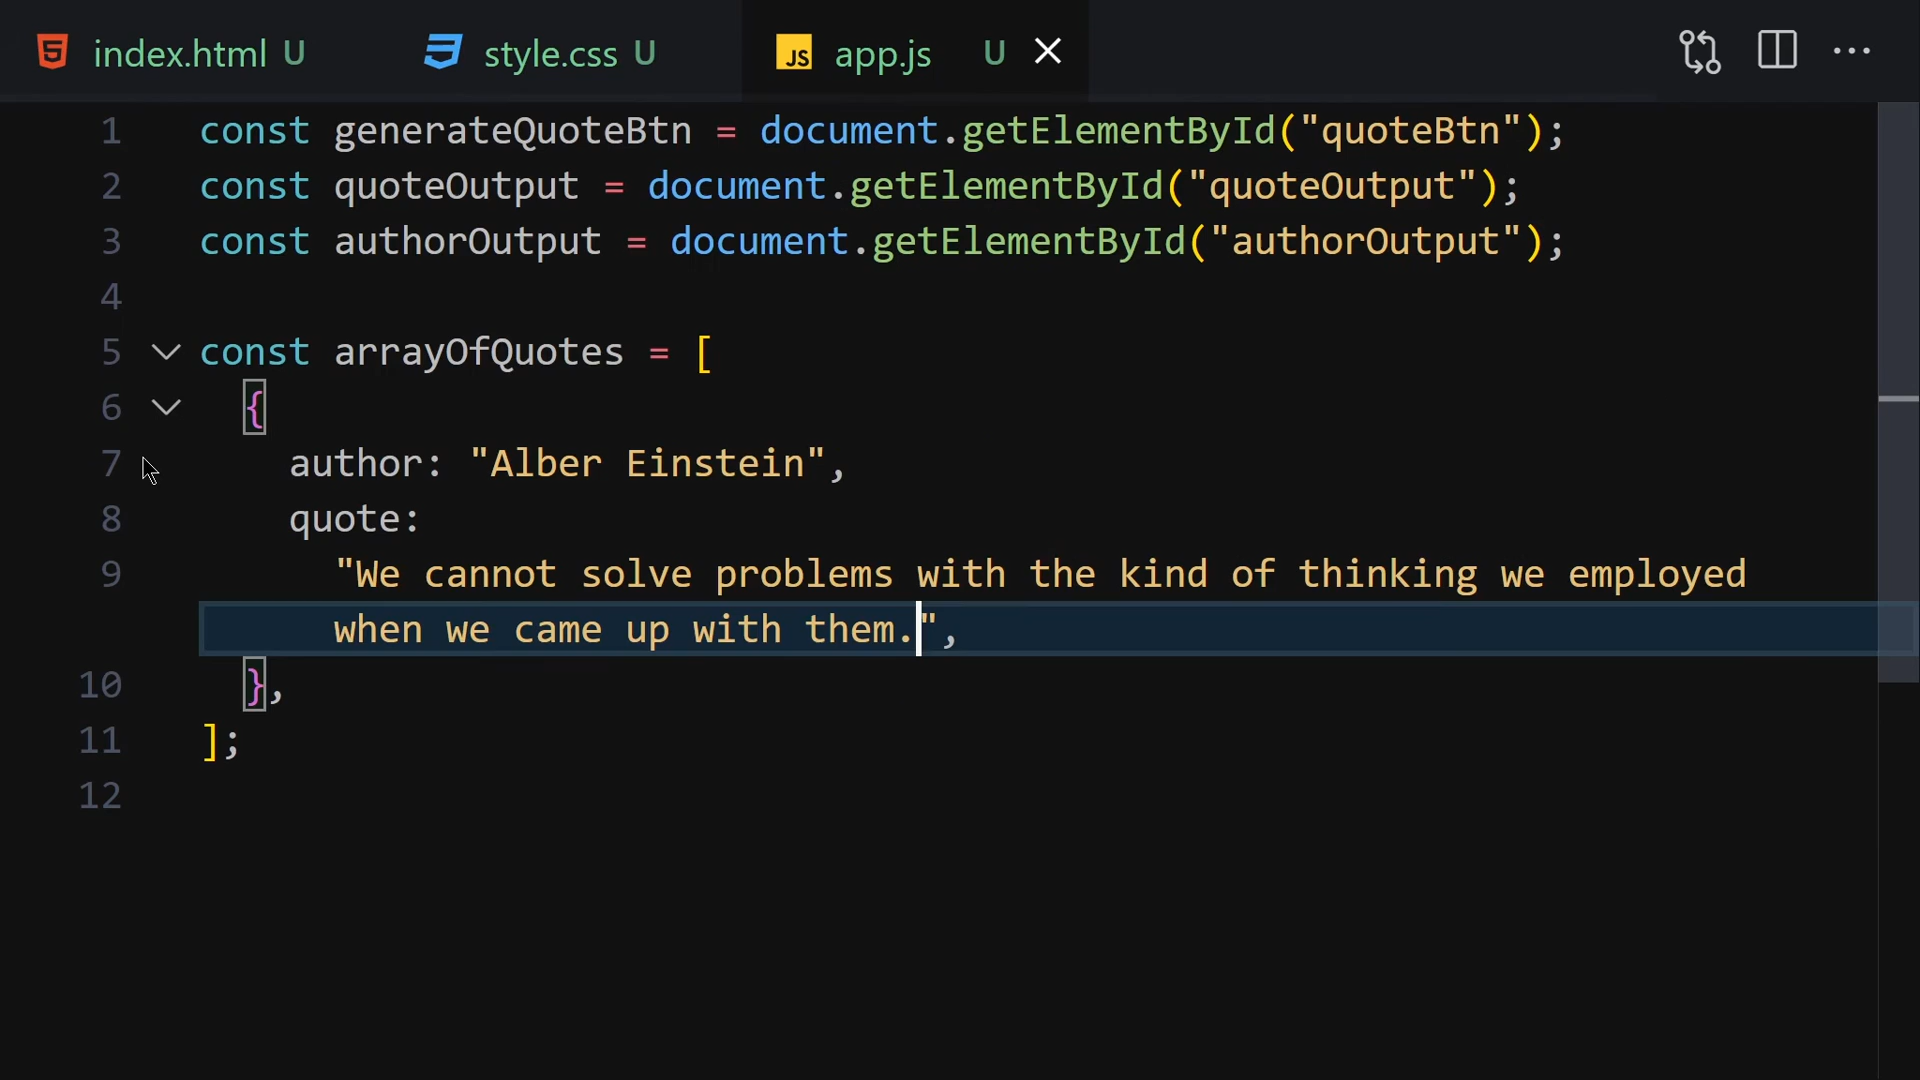 index.html U style.css U JS app.js U
1 const generateQuoteBtn = document.getElementById("quoteBtn");
2 const quoteOutput = document.getElementById("quoteOutput");
3 const authorOutput = document.getElementById("authorOutput");
4
5 const arrayOfQuotes = [
6 {
7 author: "Alber Einstein",
8 quote:
9 "We cannot solve problems with the kind of thinking we employed
when we came up with them.",
10 },
11 ];
12